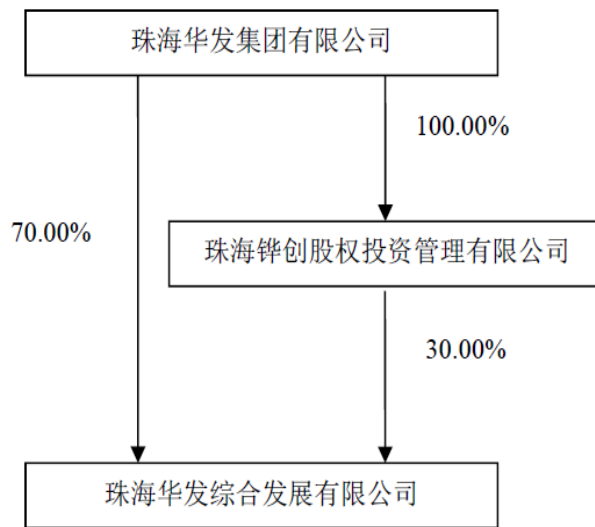 珠海华发集团有限公司
100.00%
70.00%
珠海铧创股权投资管理有限公司
30.00%
珠海华发综合发展有限公司